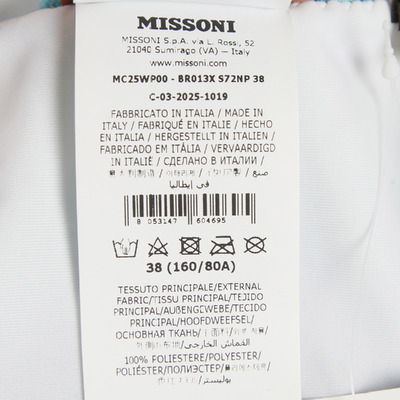 MISSONI
MISSONI S.p.A. via L. Rossi, 52
21040 Sumirago (VA) — Italy
www.missoni.com
MC25WP00 - BR013X S72NP 38
C-03-2025-1019
FABBRICATO IN ITALIA / MADE IN
ITALY / FABRIQUÉ EN ITALIE / HECHO
EN ITALIA / HERGESTELLT IN ITALIEN /
FABRICADO EM ITÁLIA / VERVAARDIGD
IN ITALIË / СДЕЛАНО В ИТАЛИИ /
صنع /
في إيطاليا
8 053147 604695
38 (160/80A)
TESSUTO PRINCIPALE/EXTERNAL
FABRIC/TISSU PRINCIPAL/TEJIDO
PRINCIPAL/AUßENGEWEBE/TECIDO
PRINCIPAL/HOOFDWEEFSEL/
ОСНОВНАЯ ТКАНЬ/
القماش الخارجي/
100% POLIESTERE/POLYESTER/
POLIÉSTER/ПОЛИЭСТЕР/
بوليستر/